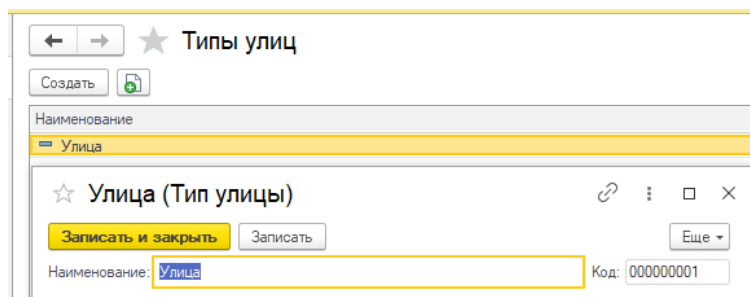 Типы улиц
Создать
Наименование
Улица
Улица (Тип улицы)
Записать и закрыть Записать Еще
Наименование: Улица Код: 000000001